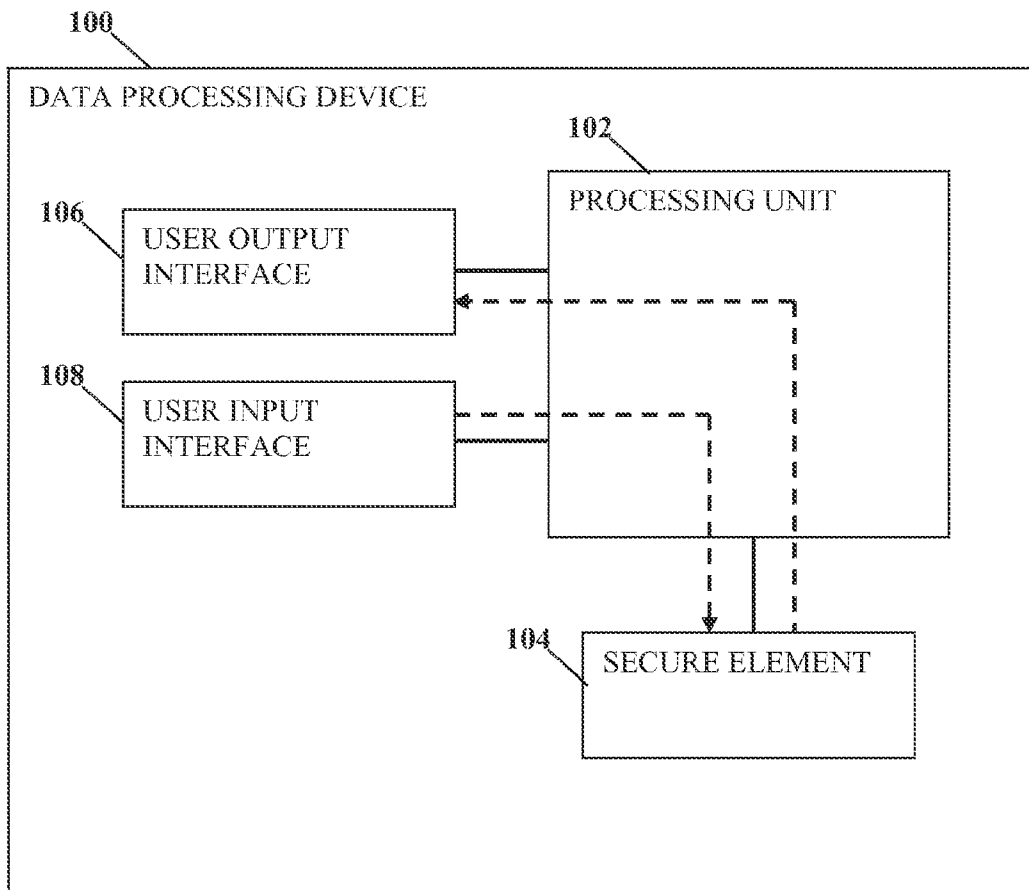 100
DATA PROCESSING DEVICE
102
PROCESSING UNIT
106
USER OUTPUT
INTERFACE
108
USER INPUT
INTERFACE
104
SECURE ELEMENT